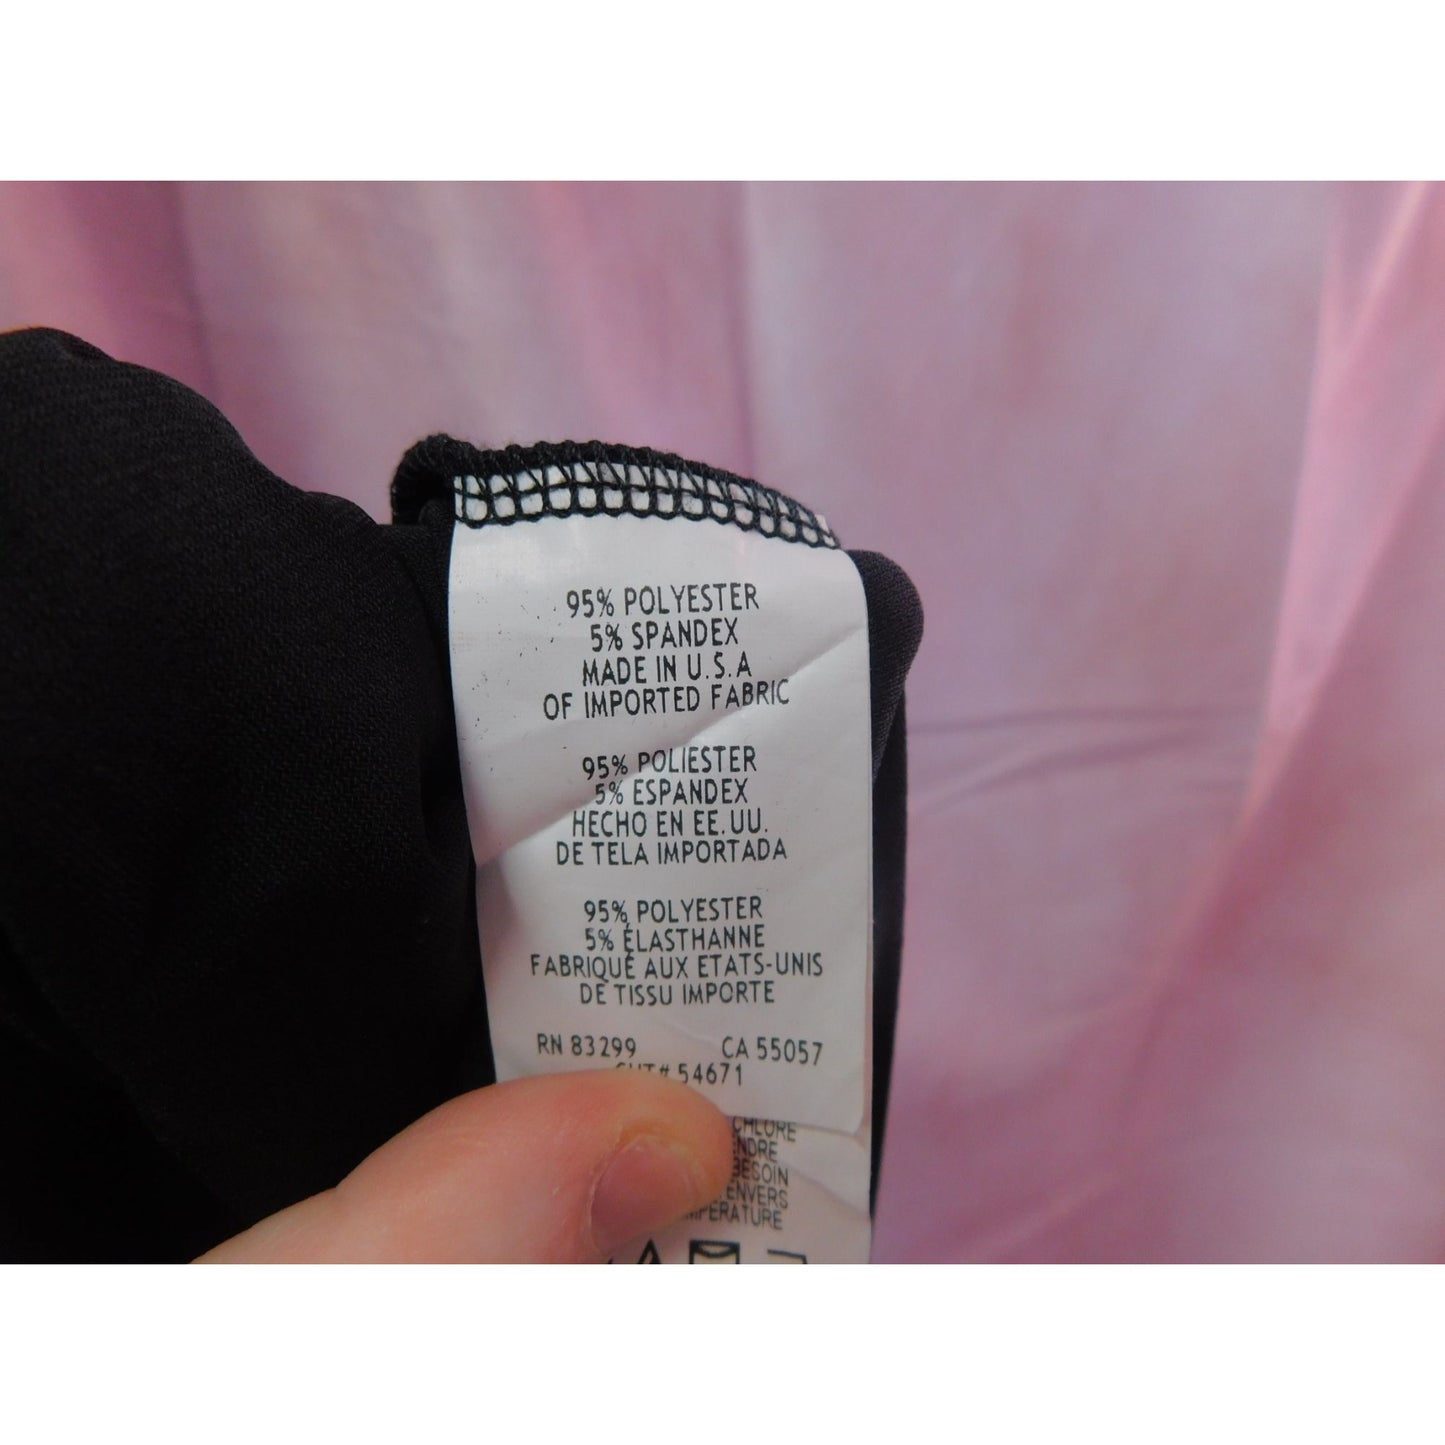 95% POLYESTER
5% SPANDEX
MADE IN U.S.A
OF IMPORTED FABRIC
95% POLIESTER
5% ESPANDEX
HECHO EN EE.UU.
DE TELA IMPORTADA
95% POLYESTER
5% ÉLASTHANNE
FABRIQUÉ AUX ETATS-UNIS
DE TISSU IMPORTE
RN 83299 CA 55057
54671
CHLORE